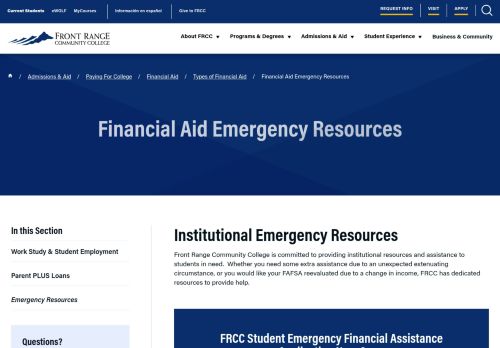 Current Students eWOLF MyCourses Información en español Give to FRCC REQUEST INFO VISIT APPLY
FRONT RANGE
COMMUNITY COLLEGE
About FRCC Programs & Degrees Admissions & Aid Student Experience Business & Community
/ Admissions & Aid / Paying For College / Financial Aid / Types of Financial Aid / Financial Aid Emergency Resources
Financial Aid Emergency Resources
In this Section
Work Study & Student Employment
Parent PLUS Loans
Emergency Resources
Questions?
Institutional Emergency Resources
Front Range Community College is committed to providing institutional resources and assistance to
students in need. Whether you need some extra assistance due to an unexpected extenuating
circumstance, or you would like your FAFSA reevaluated due to a change in income, FRCC has dedicated
resources to provide help.
FRCC Student Emergency Financial Assistance